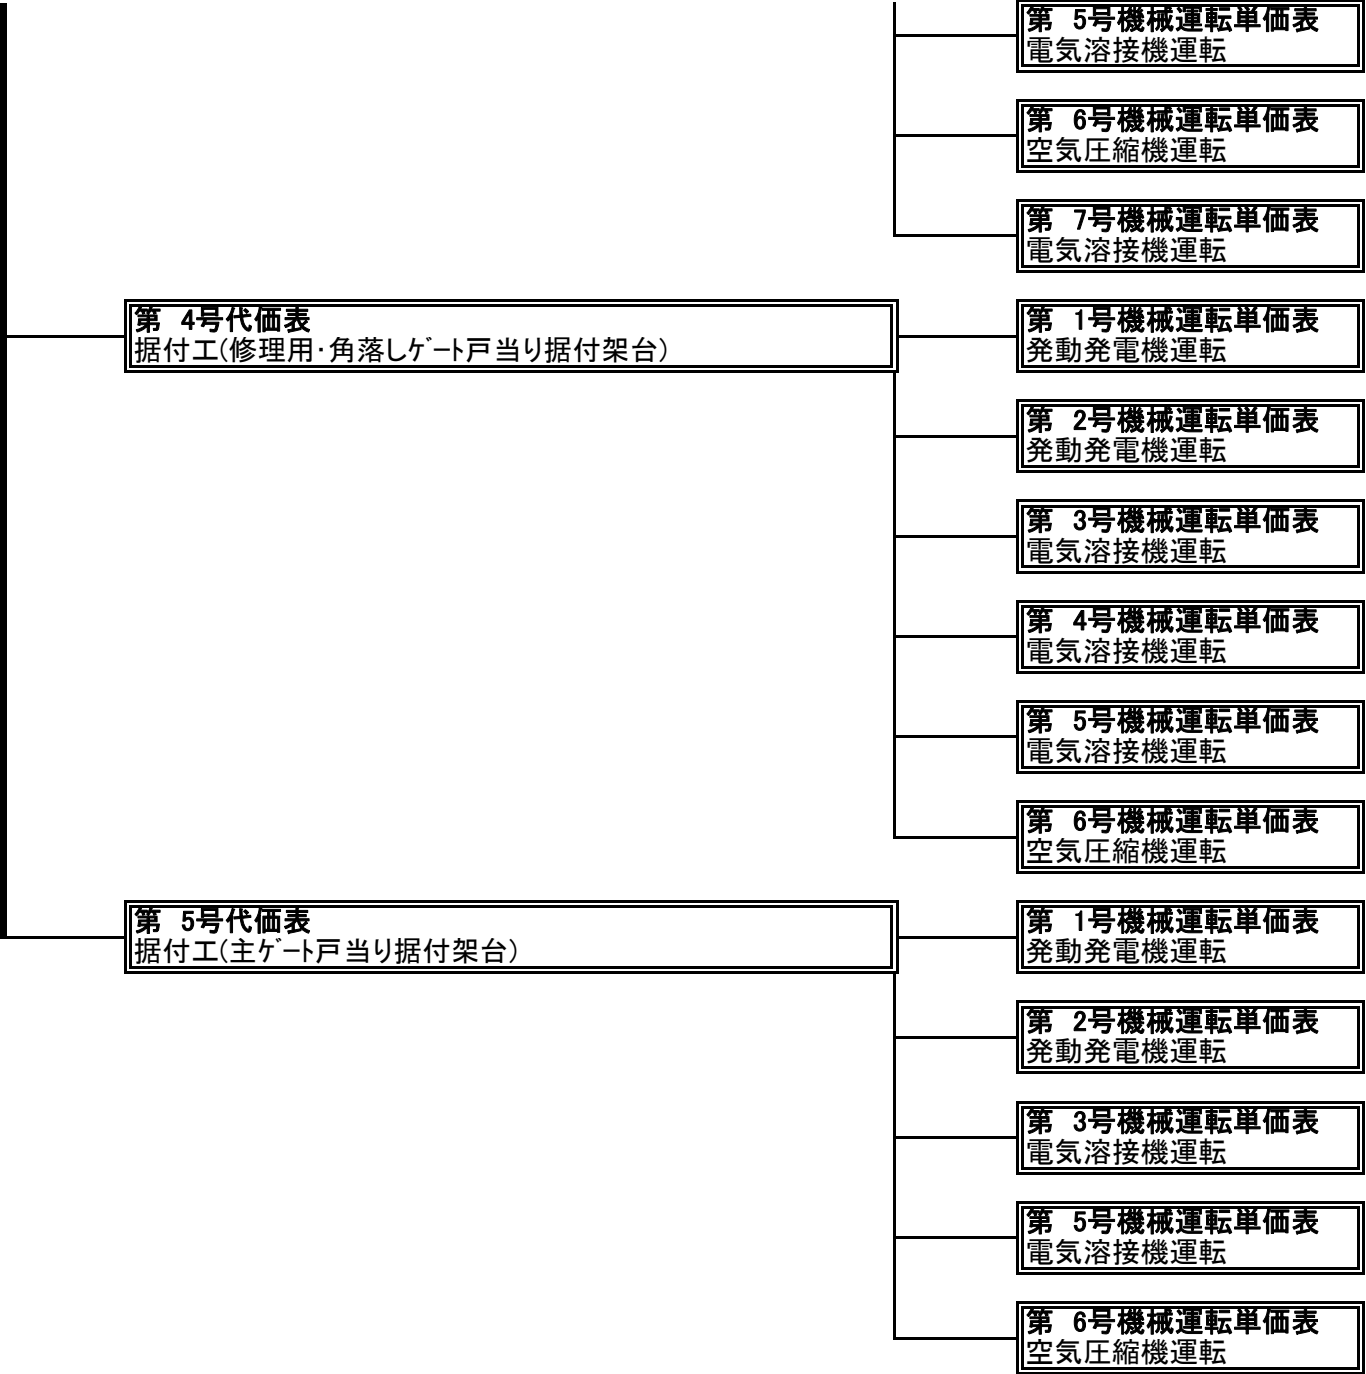 第 5号機械運転単価表
電気溶接機運転
第 6号機械運転単価表
空気圧縮機運転
第 7号機械運転単価表
電気溶接機運転
第 4号代価表
据付工(修理用･角落しｹﾞｰﾄ戸当り据付架台)
第 1号機械運転単価表
発動発電機運転
第 2号機械運転単価表
発動発電機運転
第 3号機械運転単価表
電気溶接機運転
第 4号機械運転単価表
電気溶接機運転
第 5号機械運転単価表
電気溶接機運転
第 6号機械運転単価表
空気圧縮機運転
第 5号代価表
据付工(主ｹﾞｰﾄ戸当り据付架台)
第 1号機械運転単価表
発動発電機運転
第 2号機械運転単価表
発動発電機運転
第 3号機械運転単価表
電気溶接機運転
第 5号機械運転単価表
電気溶接機運転
第 6号機械運転単価表
空気圧縮機運転